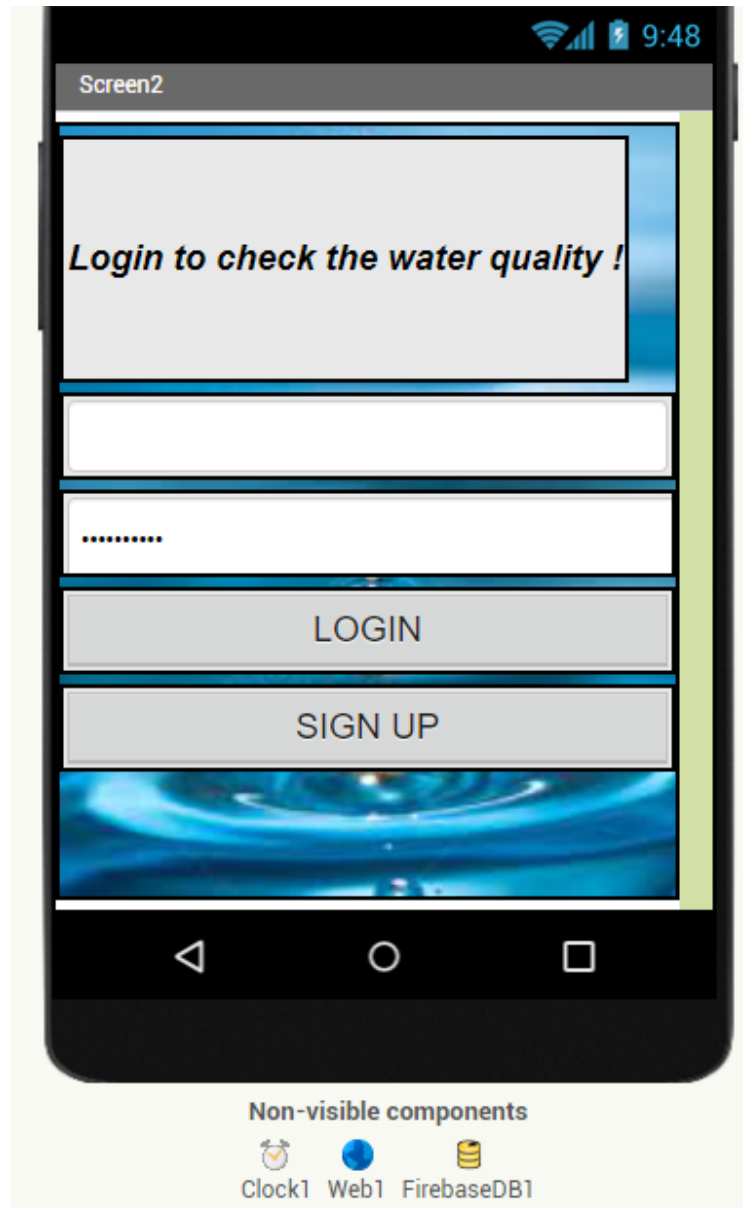 9:48
Screen2
Login to check the water quality !
••••••••••
LOGIN
SIGN UP
Non-visible components
Clock1 Web1 FirebaseDB1